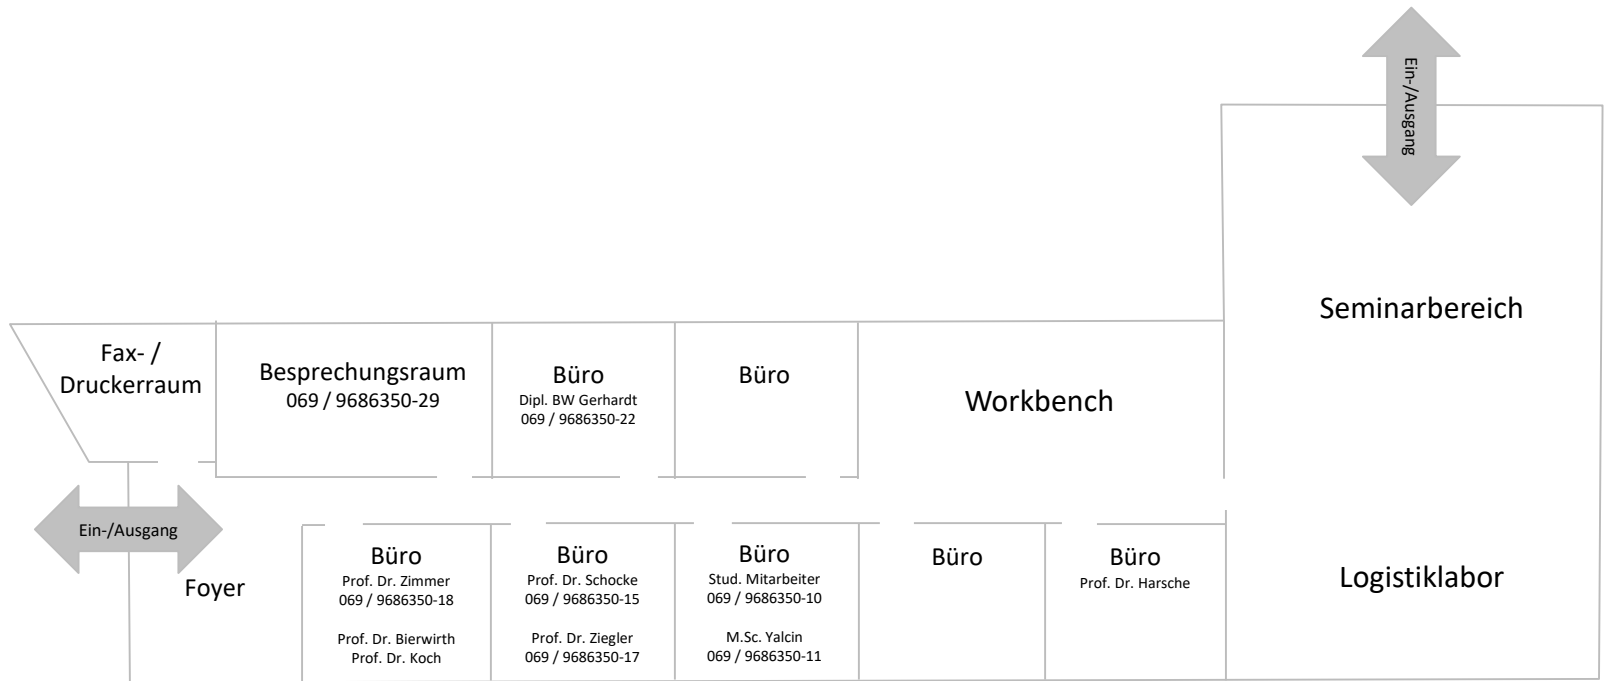 Ein-/Ausgang
Seminarbereich
Fax- /
Druckerraum
Besprechungsraum
069 / 9686350-29
Büro
Dipl. BW Gerhardt
069 / 9686350-22
Büro
Workbench
Ein-/Ausgang
Foyer
Büro
Prof. Dr. Zimmer
069 / 9686350-18
Prof. Dr. Bierwirth
Prof. Dr. Koch
Büro
Prof. Dr. Schocke
069 / 9686350-15
Prof. Dr. Ziegler
069 / 9686350-17
Büro
Stud. Mitarbeiter
069 / 9686350-10
M.Sc. Yalcin
069 / 9686350-11
Büro
Büro
Prof. Dr. Harsche
Logistiklabor